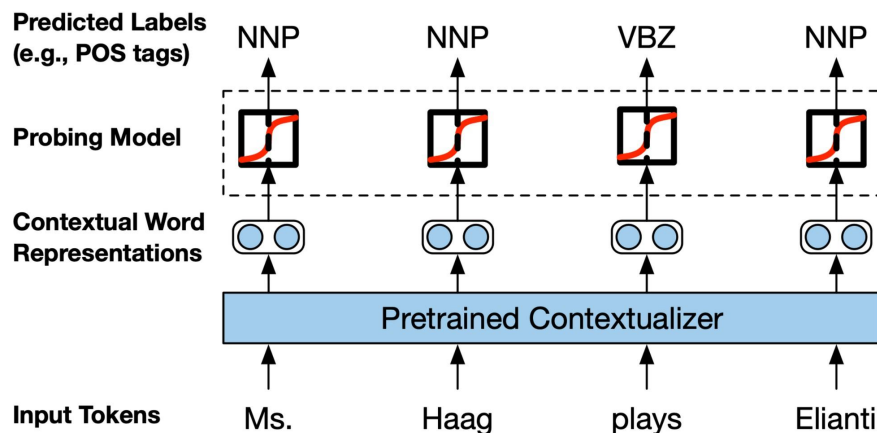 Predicted Labels
(e.g., POS tags)
NNP NNP VBZ NNP
Probing Model
Contextual Word
Representations
Pretrained Contextualizer
Input Tokens
Ms. Haag plays Elianti